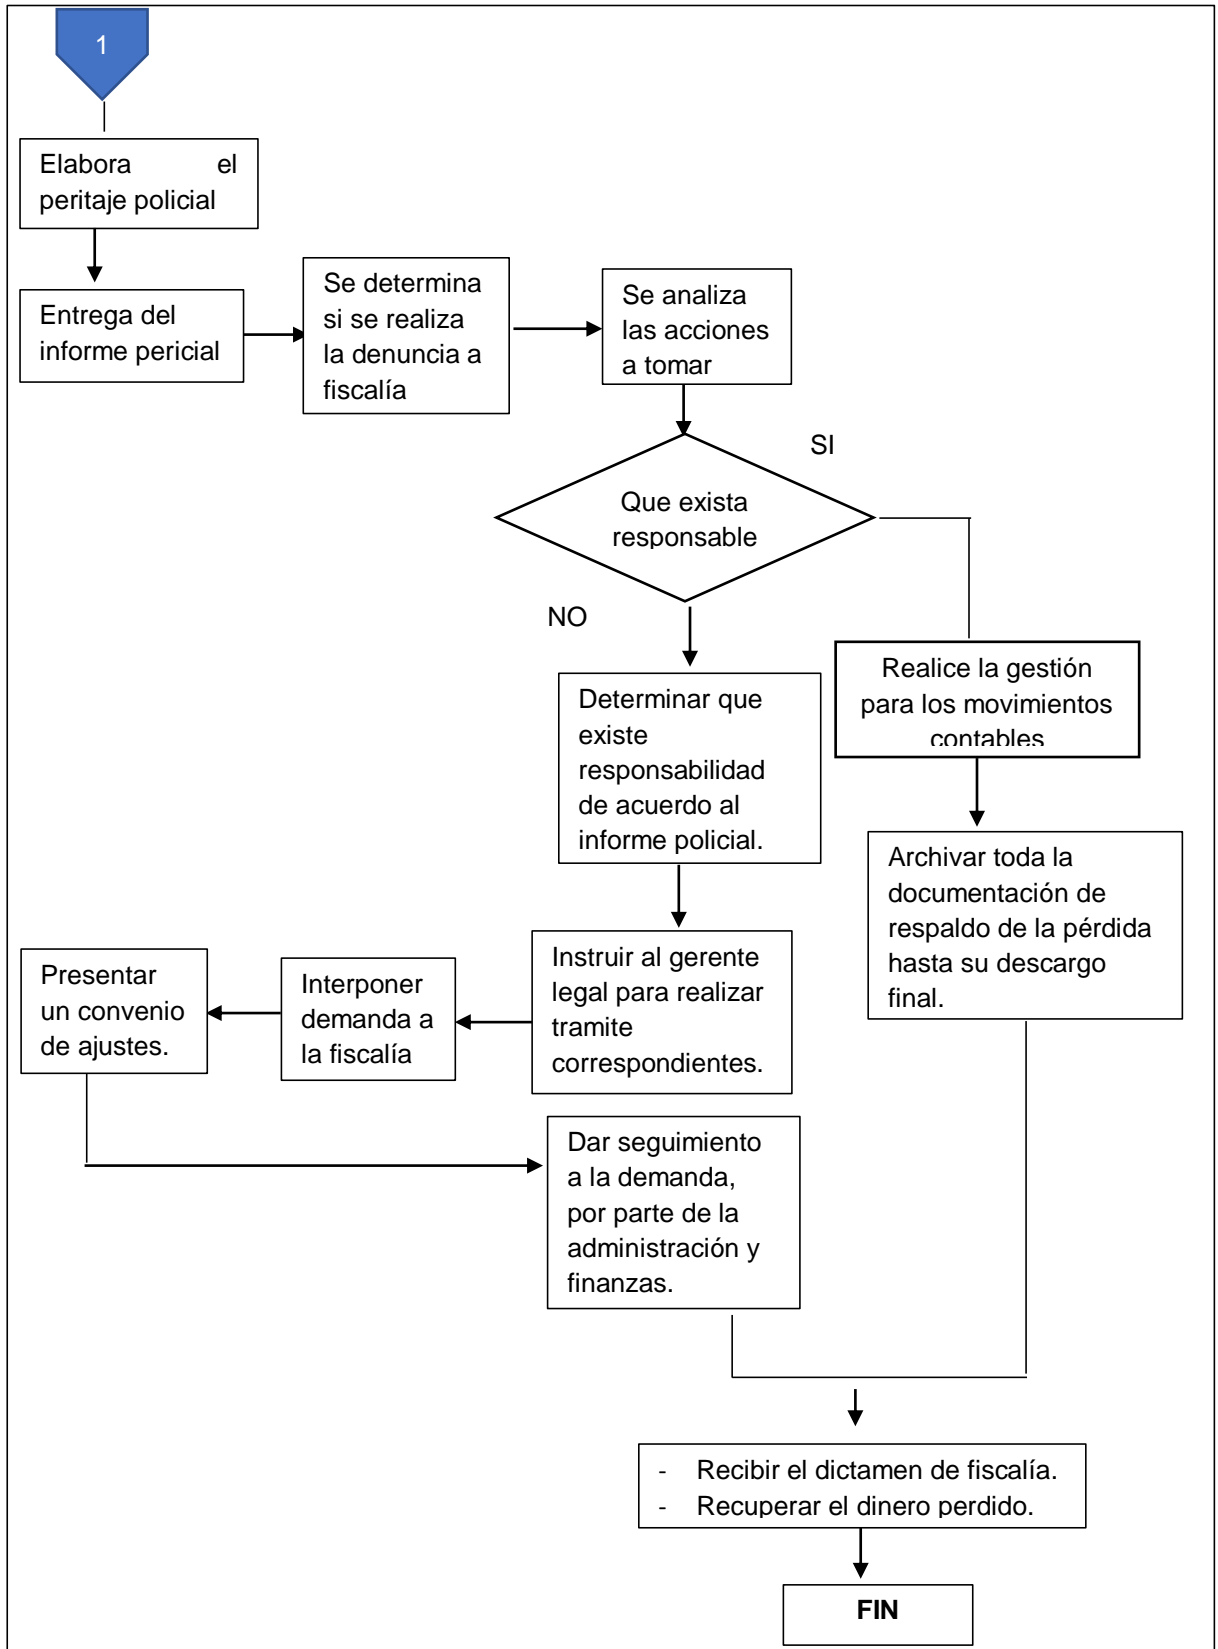 1
Elabora el
peritaje policial
Entrega del
informe pericial
Se determina
si se realiza
la denuncia a
fiscalía
Se analiza
las acciones
a tomar
SI
Que exista
responsable
NO
Realice la gestión
para los movimientos
contables
Determinar que
existe
responsabilidad
de acuerdo al
informe policial.
Archivar toda la
documentación de
respaldo de la pérdida
hasta su descargo
final.
Instruir al gerente
legal para realizar
tramite
correspondientes.
Interponer
demanda a
la fiscalía
Presentar
un convenio
de ajustes.
Dar seguimiento
a la demanda,
por parte de la
administración y
finanzas.
- Recibir el dictamen de fiscalía.
- Recuperar el dinero perdido.
FIN